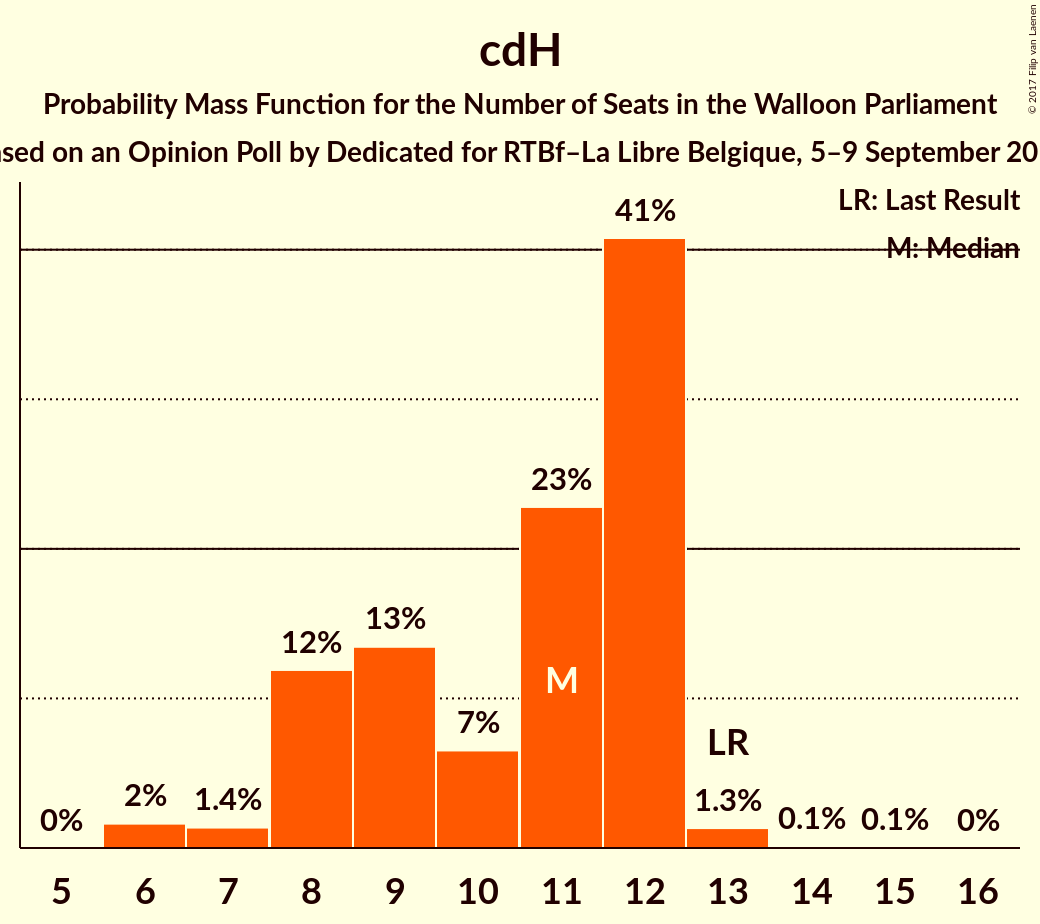 cdH
Probability Mass Function for the Number of Seats in the Walloon Parliament
on an Opinion Poll by Dedicated for RTBf–La Libre Belgique, 5–9 September
© 2017 Filip van Laenen
LR: Last Result
M: Median
41%
23%
13%
12%
7%
2%
1.4%
1.3%
0%
0.1%
0.1%
0%
M
LR
5 6 7 8 9 10 11 12 13 14 15 16